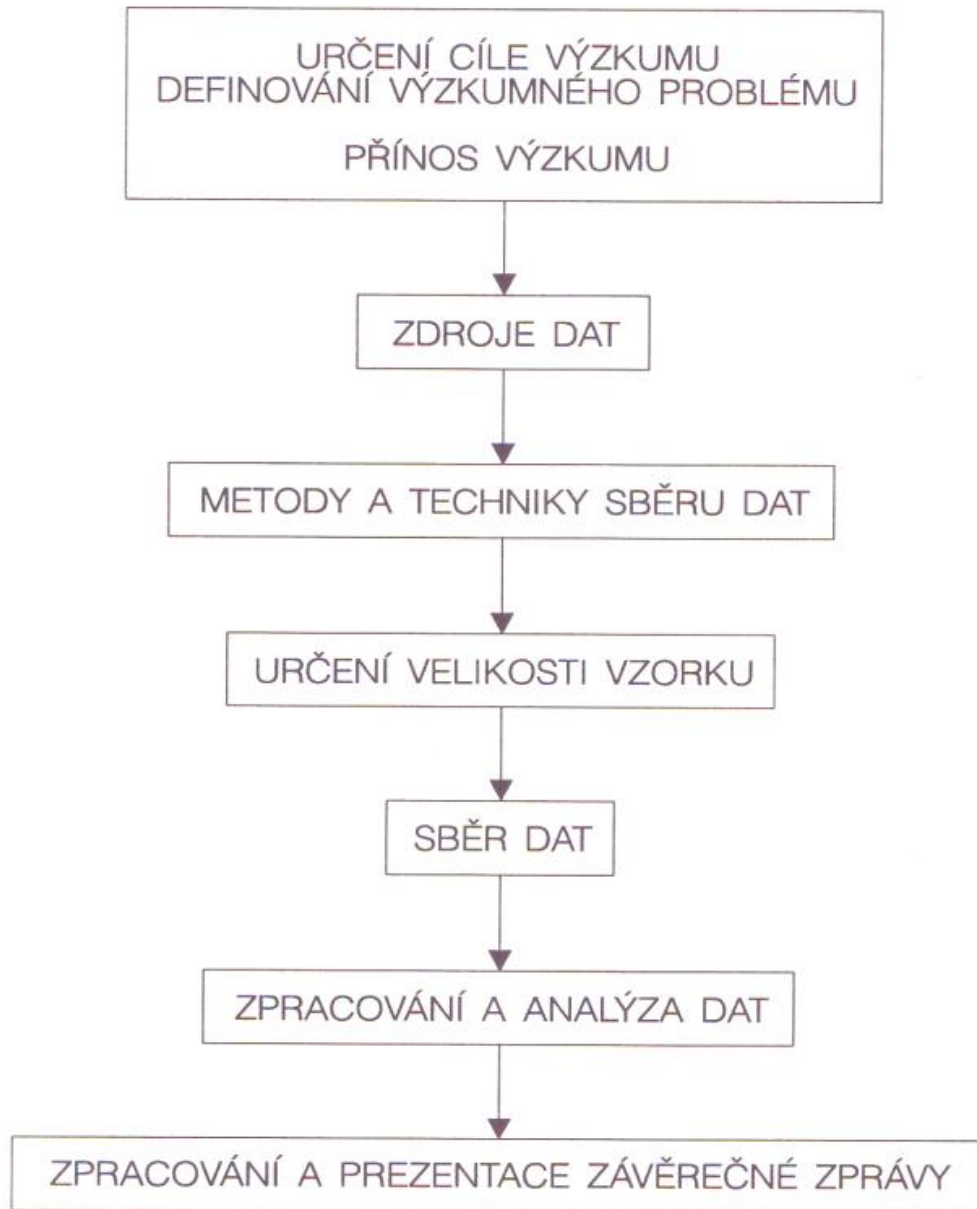 URČENÍ CÍLE VÝZKUMU
DEFINOVÁNÍ VÝZKUMNÉHO PROBLÉMU
PŘÍNOS VÝZKUMU
ZDROJE DAT
METODY A TECHNIKY SBĚRU DAT
URČENÍ VELIKOSTI VZORKU
SBĚR DAT
ZPRACOVÁNÍ A ANALÝZA DAT
ZPRACOVÁNÍ A PREZENTACE ZÁVĚREČNÉ ZPRÁVY